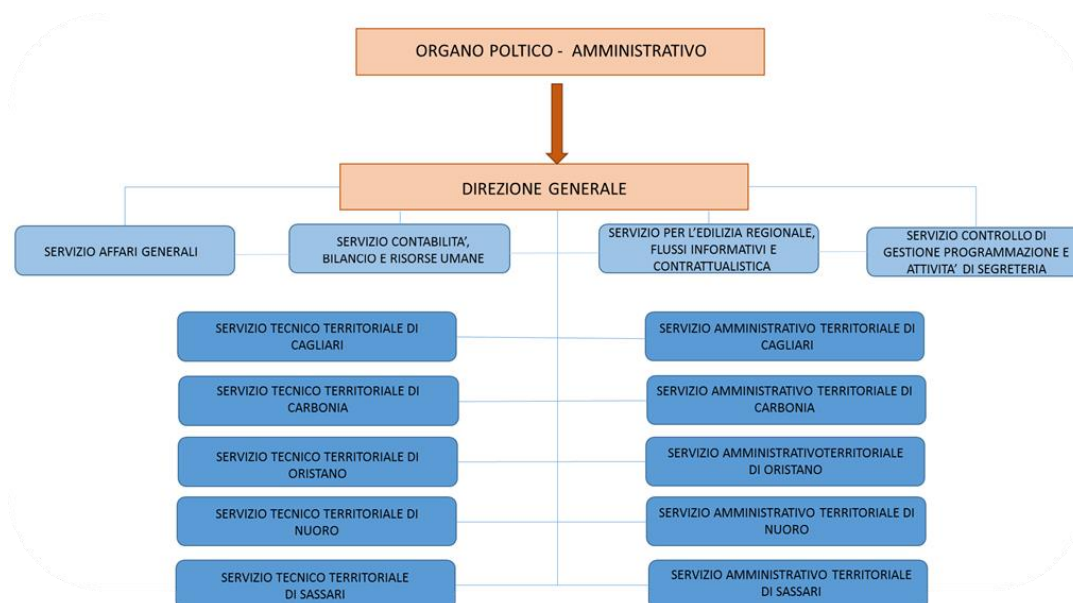 ORGANO POLTICO - AMMINISTRATIVO
DIREZIONE GENERALE
SERVIZIO AFFARI GENERALI
SERVIZIO CONTABILITA',
BILANCIO E RISORSE UMANE
SERVIZIO PER L'EDILIZIA REGIONALE,
FLUSSI INFORMATIVI E
CONTRATTUALISTICA
SERVIZIO CONTROLLO DI
GESTIONE PROGRAMMAZIONE E
ATTIVITA' DI SEGRETERIA
SERVIZIO TECNICO TERRITORIALE DI
CAGLIARI
SERVIZIO AMMINISTRATIVO TERRITORIALE DI
CAGLIARI
SERVIZIO TECNICO TERRITORIALE DI
CARBONIA
SERVIZIO AMMINISTRATIVO TERRITORIALE DI
CARBONIA
SERVIZIO TECNICO TERRITORIALE DI
ORISTANO
SERVIZIO AMMINISTRATIVOTERRITORIALE
DI ORISTANO
SERVIZIO TECNICO TERRITORIALE DI
NUORO
SERVIZIO AMMINISTRATIVO TERRITORIALE DI
NUORO
SERVIZIO TECNICO TERRITORIALE
DI SASSARI
SERVIZIO AMMINISTRATIVO TERRITORIALE
DI SASSARI